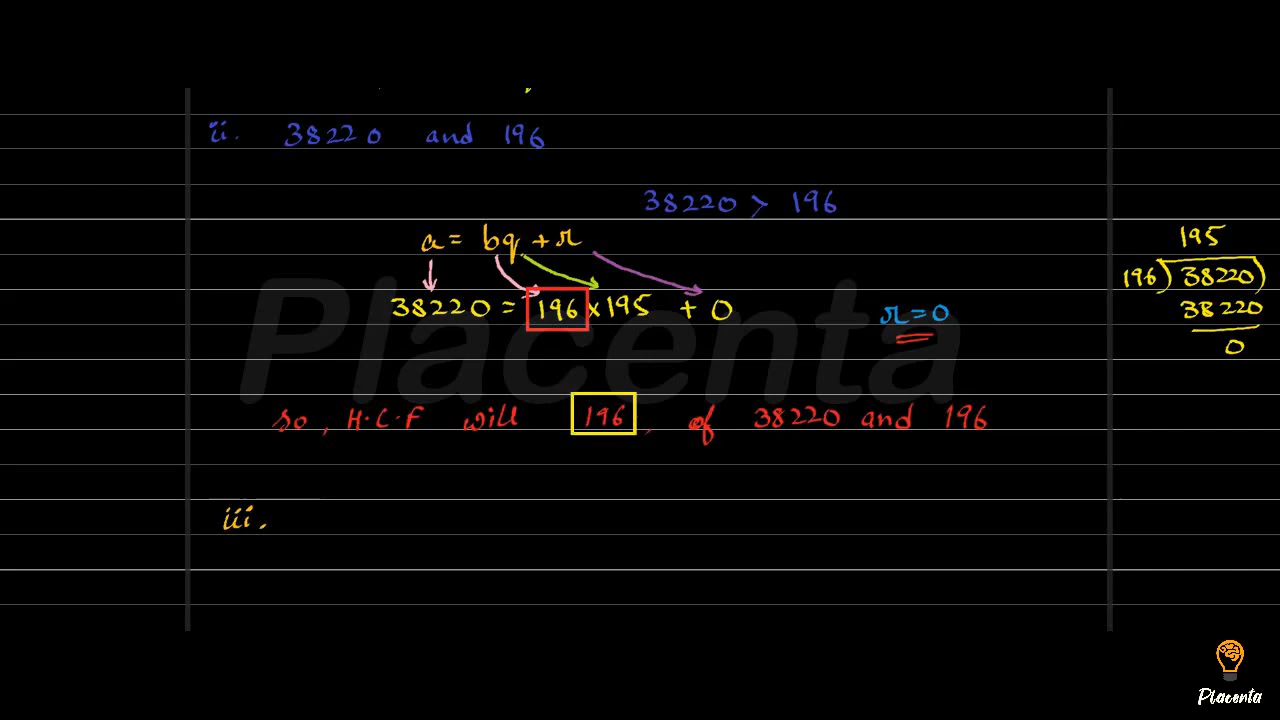 ii. 38220 and 196
38220 > 196
a = bq + r
38220 = 196 × 195 + 0
r = 0
195
196) 38220 )
38220
0
so, H.C.F will 196, of 38220 and 196
iii.
Placenta
Placenta